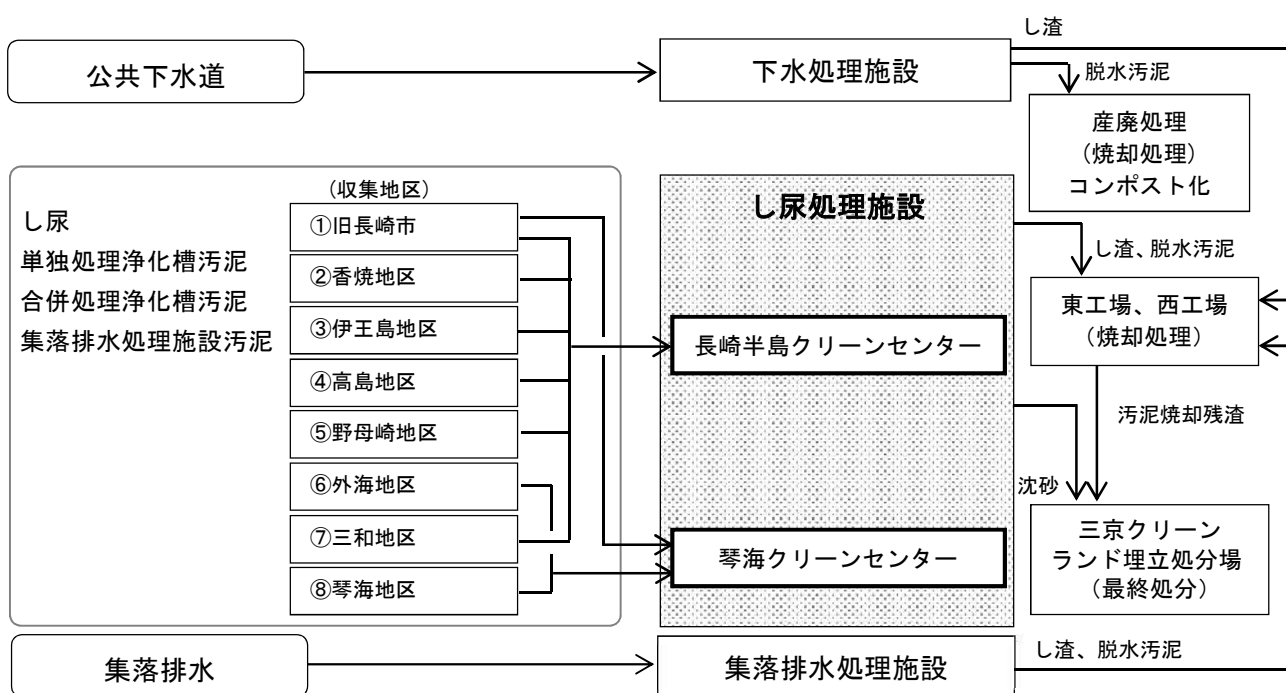 し渣
公共下水道
下水処理施設
脱水汚泥
産廃処理
(焼却処理)
コンポスト化
(収集地区)
し尿
単独処理浄化槽汚泥
合併処理浄化槽汚泥
集落排水処理施設汚泥
①旧長崎市
②香焼地区
③伊王島地区
④高島地区
⑤野母崎地区
⑥外海地区
⑦三和地区
⑧琴海地区
し尿処理施設
長崎半島クリーンセンター
琴海クリーンセンター
し渣、脱水汚泥
東工場、西工場
(焼却処理)
汚泥焼却残渣
沈砂
三京クリーン
ランド埋立処分場
(最終処分)
集落排水
集落排水処理施設
し渣、脱水汚泥